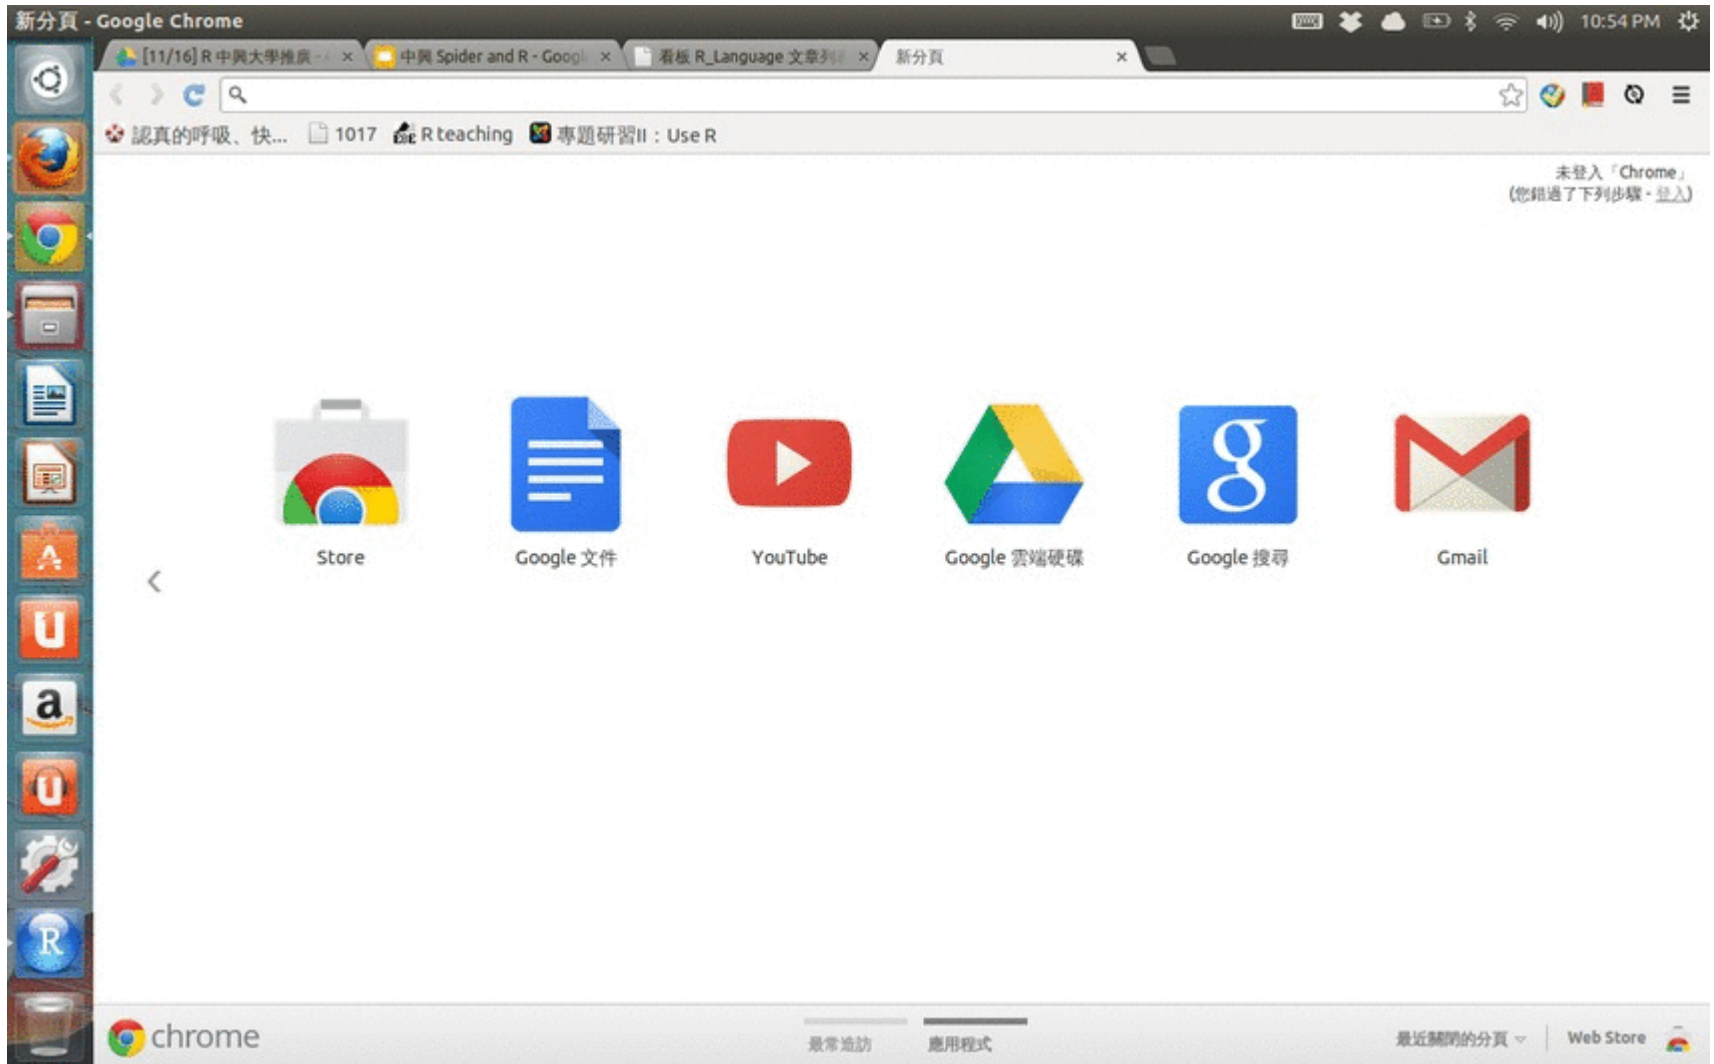 新分頁 - Google Chrome
10:54 PM
[11/16] R 中興大學推廣 -
中興 Spider and R - Googl
看板 R_Language 文章列
新分頁
認真的呼吸、快...
1017
R teaching
專題研習II：Use R
未登入「Chrome」
(您錯過了下列步驟 - 登入)
Store
Google 文件
YouTube
Google 雲端硬碟
Google 搜尋
Gmail
chrome
最常造訪
應用程式
最近關閉的分頁
Web Store